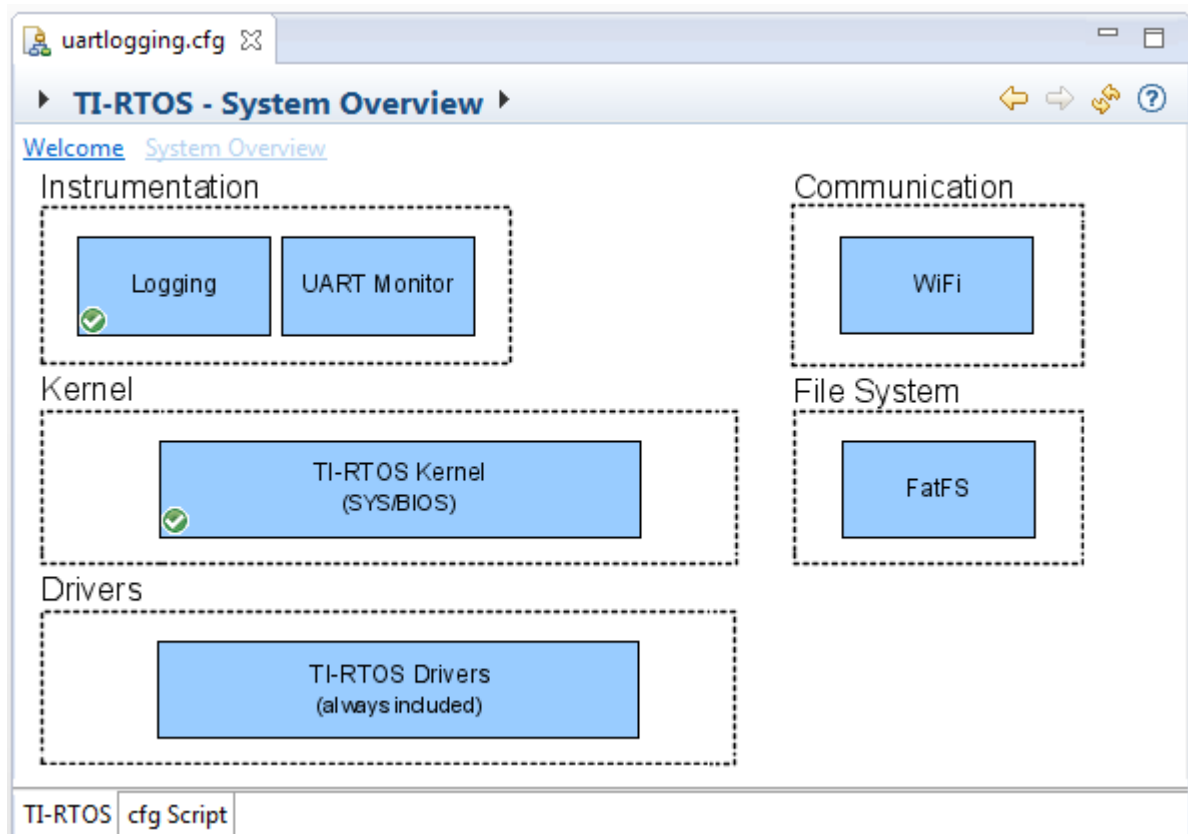 uartlogging.cfg
TI-RTOS - System Overview
Welcome System Overview
Instrumentation
Logging
UART Monitor
Communication
WiFi
Kernel
TI-RTOS Kernel
(SYS/BIOS)
File System
FatFS
Drivers
TI-RTOS Drivers
(always included)
TI-RTOS cfg Script